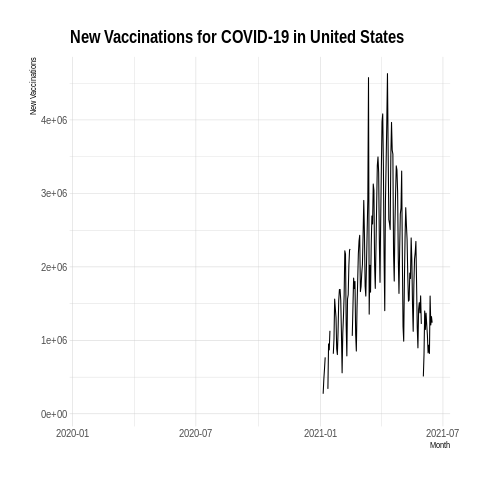 New Vaccinations for COVID-19 in United States
New Vaccinations
4e+06
3e+06
2e+06
1e+06
0e+00
2020-01 2020-07 2021-01 2021-07
Month